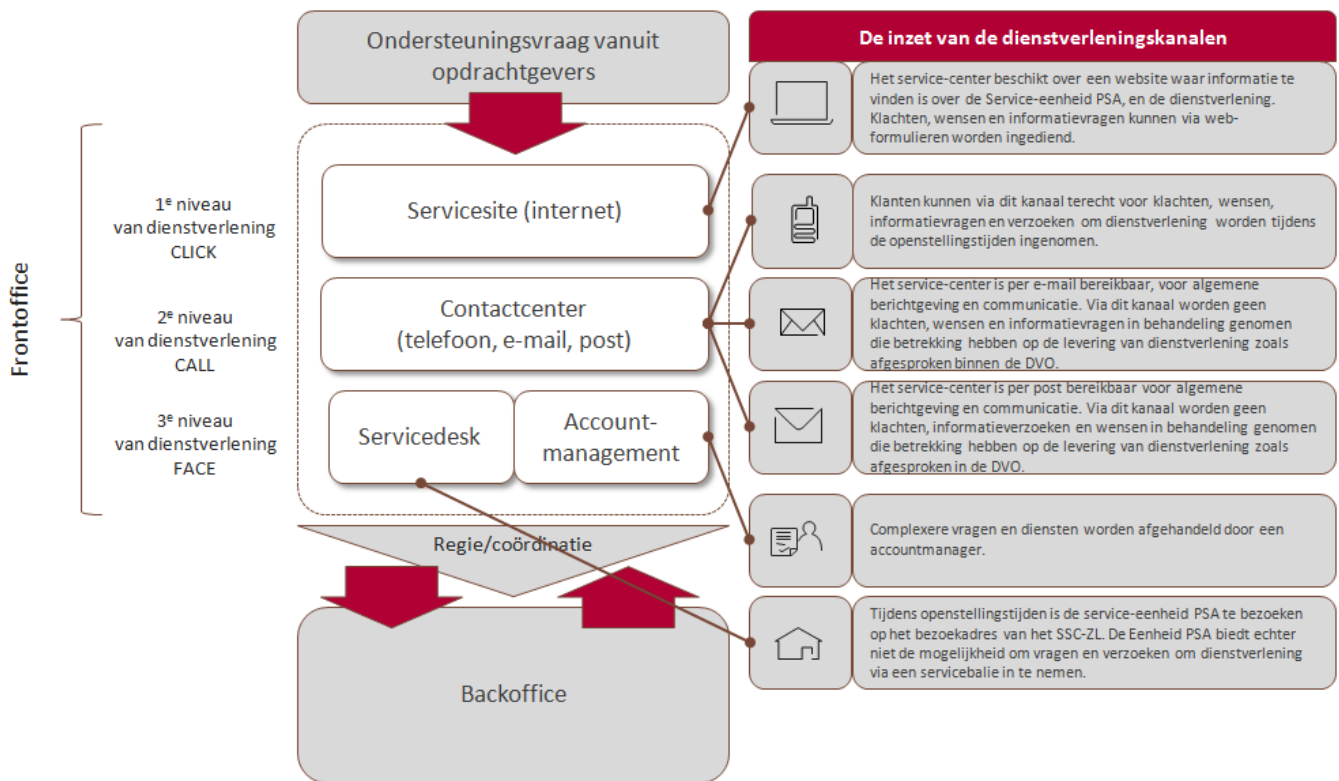 Ondersteuningsvraag vanuit
opdrachtgevers
Frontoffice
1e niveau
van dienstverlening
CLICK
2e niveau
van dienstverlening
CALL
3e niveau
van dienstverlening
FACE
Servicesite (internet)
Contactcenter
(telefoon, e-mail, post)
Servicedesk
Account-
management
Regie/coördinatie
Backoffice
De inzet van de dienstverleningskanalen
Het service-center beschikt over een website waar informatie te
vinden is over de Service-eenheid PSA, en de dienstverlening.
Klachten, wensen en informatievragen kunnen via web-
formulieren worden ingediend.
Klanten kunnen via dit kanaal terecht voor klachten, wensen,
informatievragen en verzoeken om dienstverlening worden tijdens
de openstellingstijden ingenomen.
Het service-center is per e-mail bereikbaar, voor algemene
berichtgeving en communicatie. Via dit kanaal worden geen
klachten, wensen en informatievragen in behandeling genomen
die betrekking hebben op de levering van dienstverlening zoals
afgesproken binnen de DVO.
Het service-center is per post bereikbaar voor algemene
berichtgeving en communicatie. Via dit kanaal worden geen
klachten, informatieverzoeken en wensen in behandeling genomen
die betrekking hebben op de levering van dienstverlening zoals
afgesproken in de DVO.
Complexere vragen en diensten worden afgehandeld door een
accountmanager.
Tijdens openstellingstijden is de service-eenheid PSA te bezoeken
op het bezoekadres van het SSC-ZL. De Eenheid PSA biedt echter
niet de mogelijkheid om vragen en verzoeken om dienstverlening
via een servicebalie in te nemen.